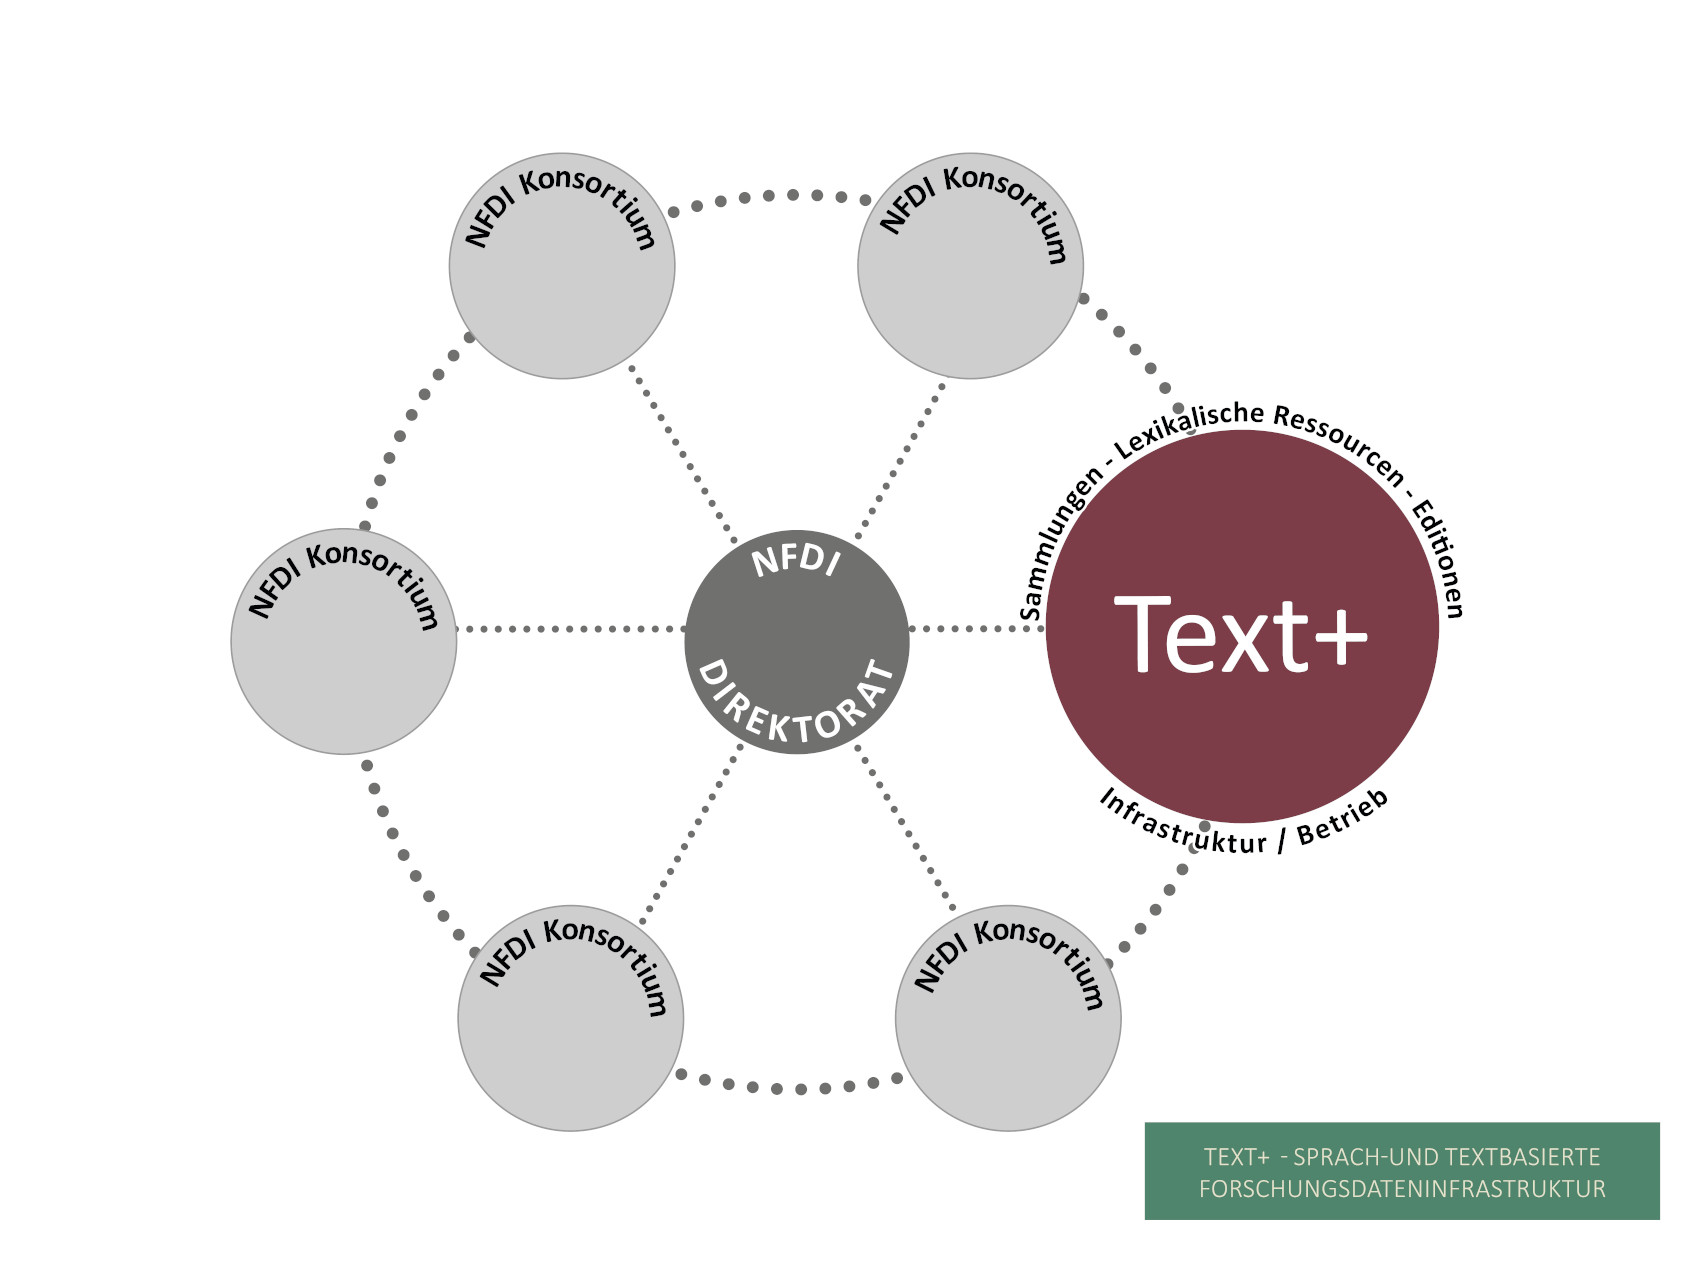 NFDI Konsortium
NFDI Konsortium
Sammlungen - Lexikalische Ressourcen - Editionen
Text+
Infrastruktur / Betrieb
NFDI Konsortium
NFDI
DIREKTORAT
NFDI Konsortium
NFDI Konsortium
TEXT+ - SPRACH-UND TEXTBASIERTE
FORSCHUNGSDATENINFRASTRUKTUR